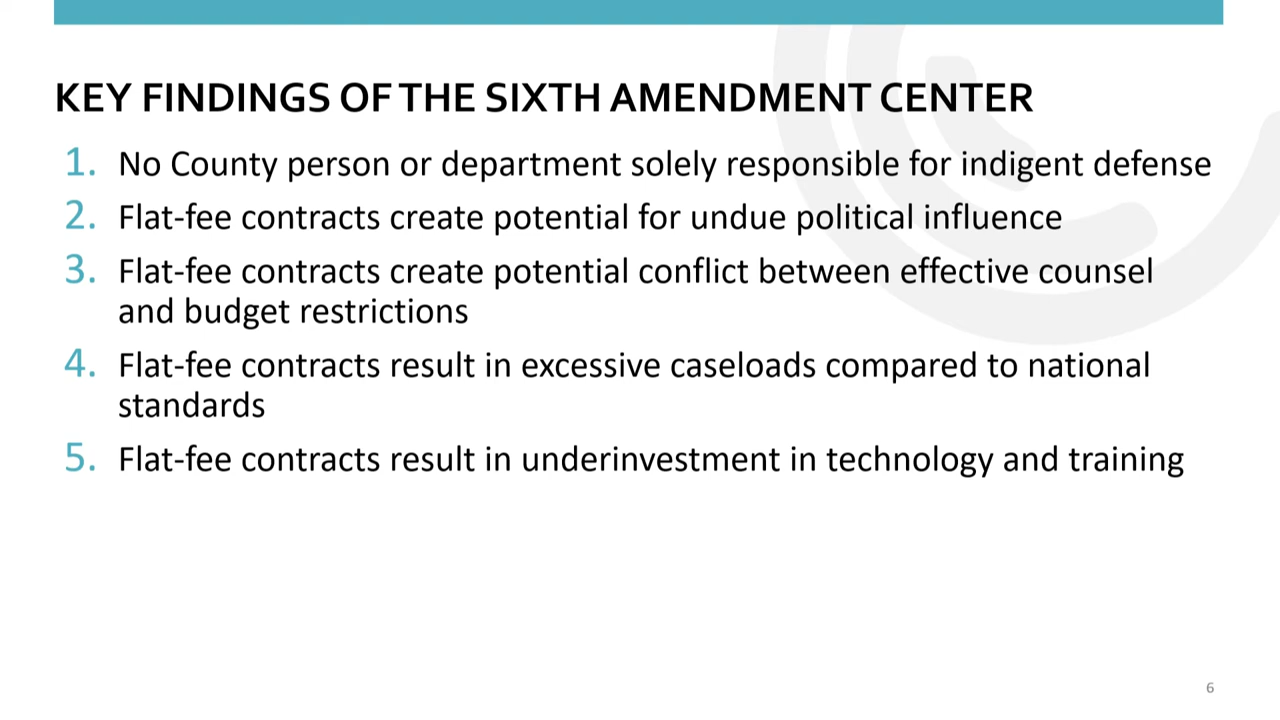 KEY FINDINGS OF THE SIXTH AMENDMENT CENTER
1. No County person or department solely responsible for indigent defense
2. Flat-fee contracts create potential for undue political influence
3. Flat-fee contracts create potential conflict between effective counsel
and budget restrictions
4. Flat-fee contracts result in excessive caseloads compared to national
standards
5. Flat-fee contracts result in underinvestment in technology and training
6